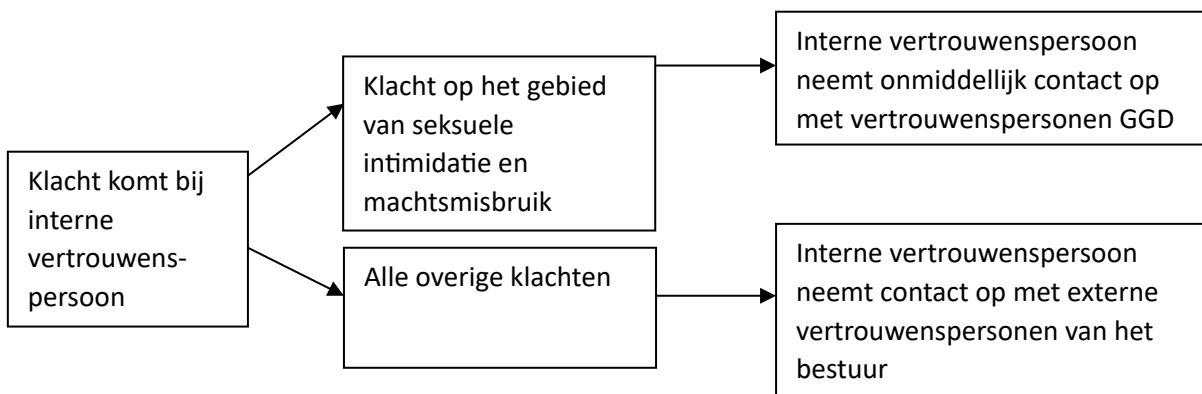 Klacht komt bij
interne
vertrouwens-
persoon
Klacht op het gebied
van seksuele
intimidatie en
machtsmisbruik
Interne vertrouwenspersoon
neemt onmiddellijk contact op
met vertrouwenspersonen GGD
Alle overige klachten
Interne vertrouwenspersoon
neemt contact op met externe
vertrouwenspersonen van het
bestuur